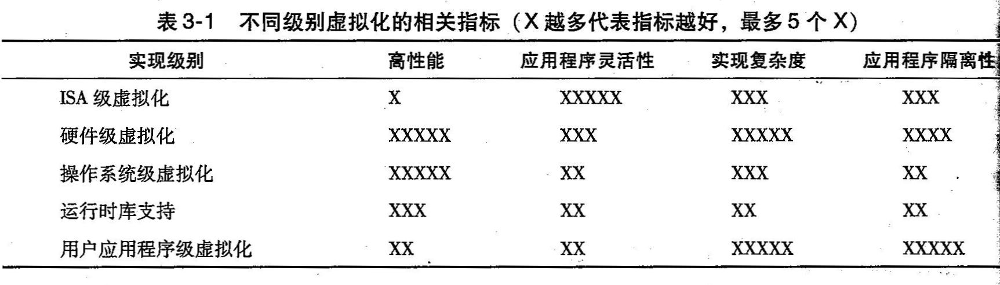 表 3-1 不同级别虚拟化的相关指标（X 越多代表指标越好，最多 5 个 X）
实现级别 高性能 应用程序灵活性 实现复杂度 应用程序隔离性
ISA 级虚拟化 X XXXXX XXX XXX
硬件级虚拟化 XXXXX XXX XXXXX XXXX
操作系统级虚拟化 XXXXX XX XXX XX
运行时库支持 XXX XX XX XX
用户应用程序级虚拟化 XX XX XXXXX XXXXX